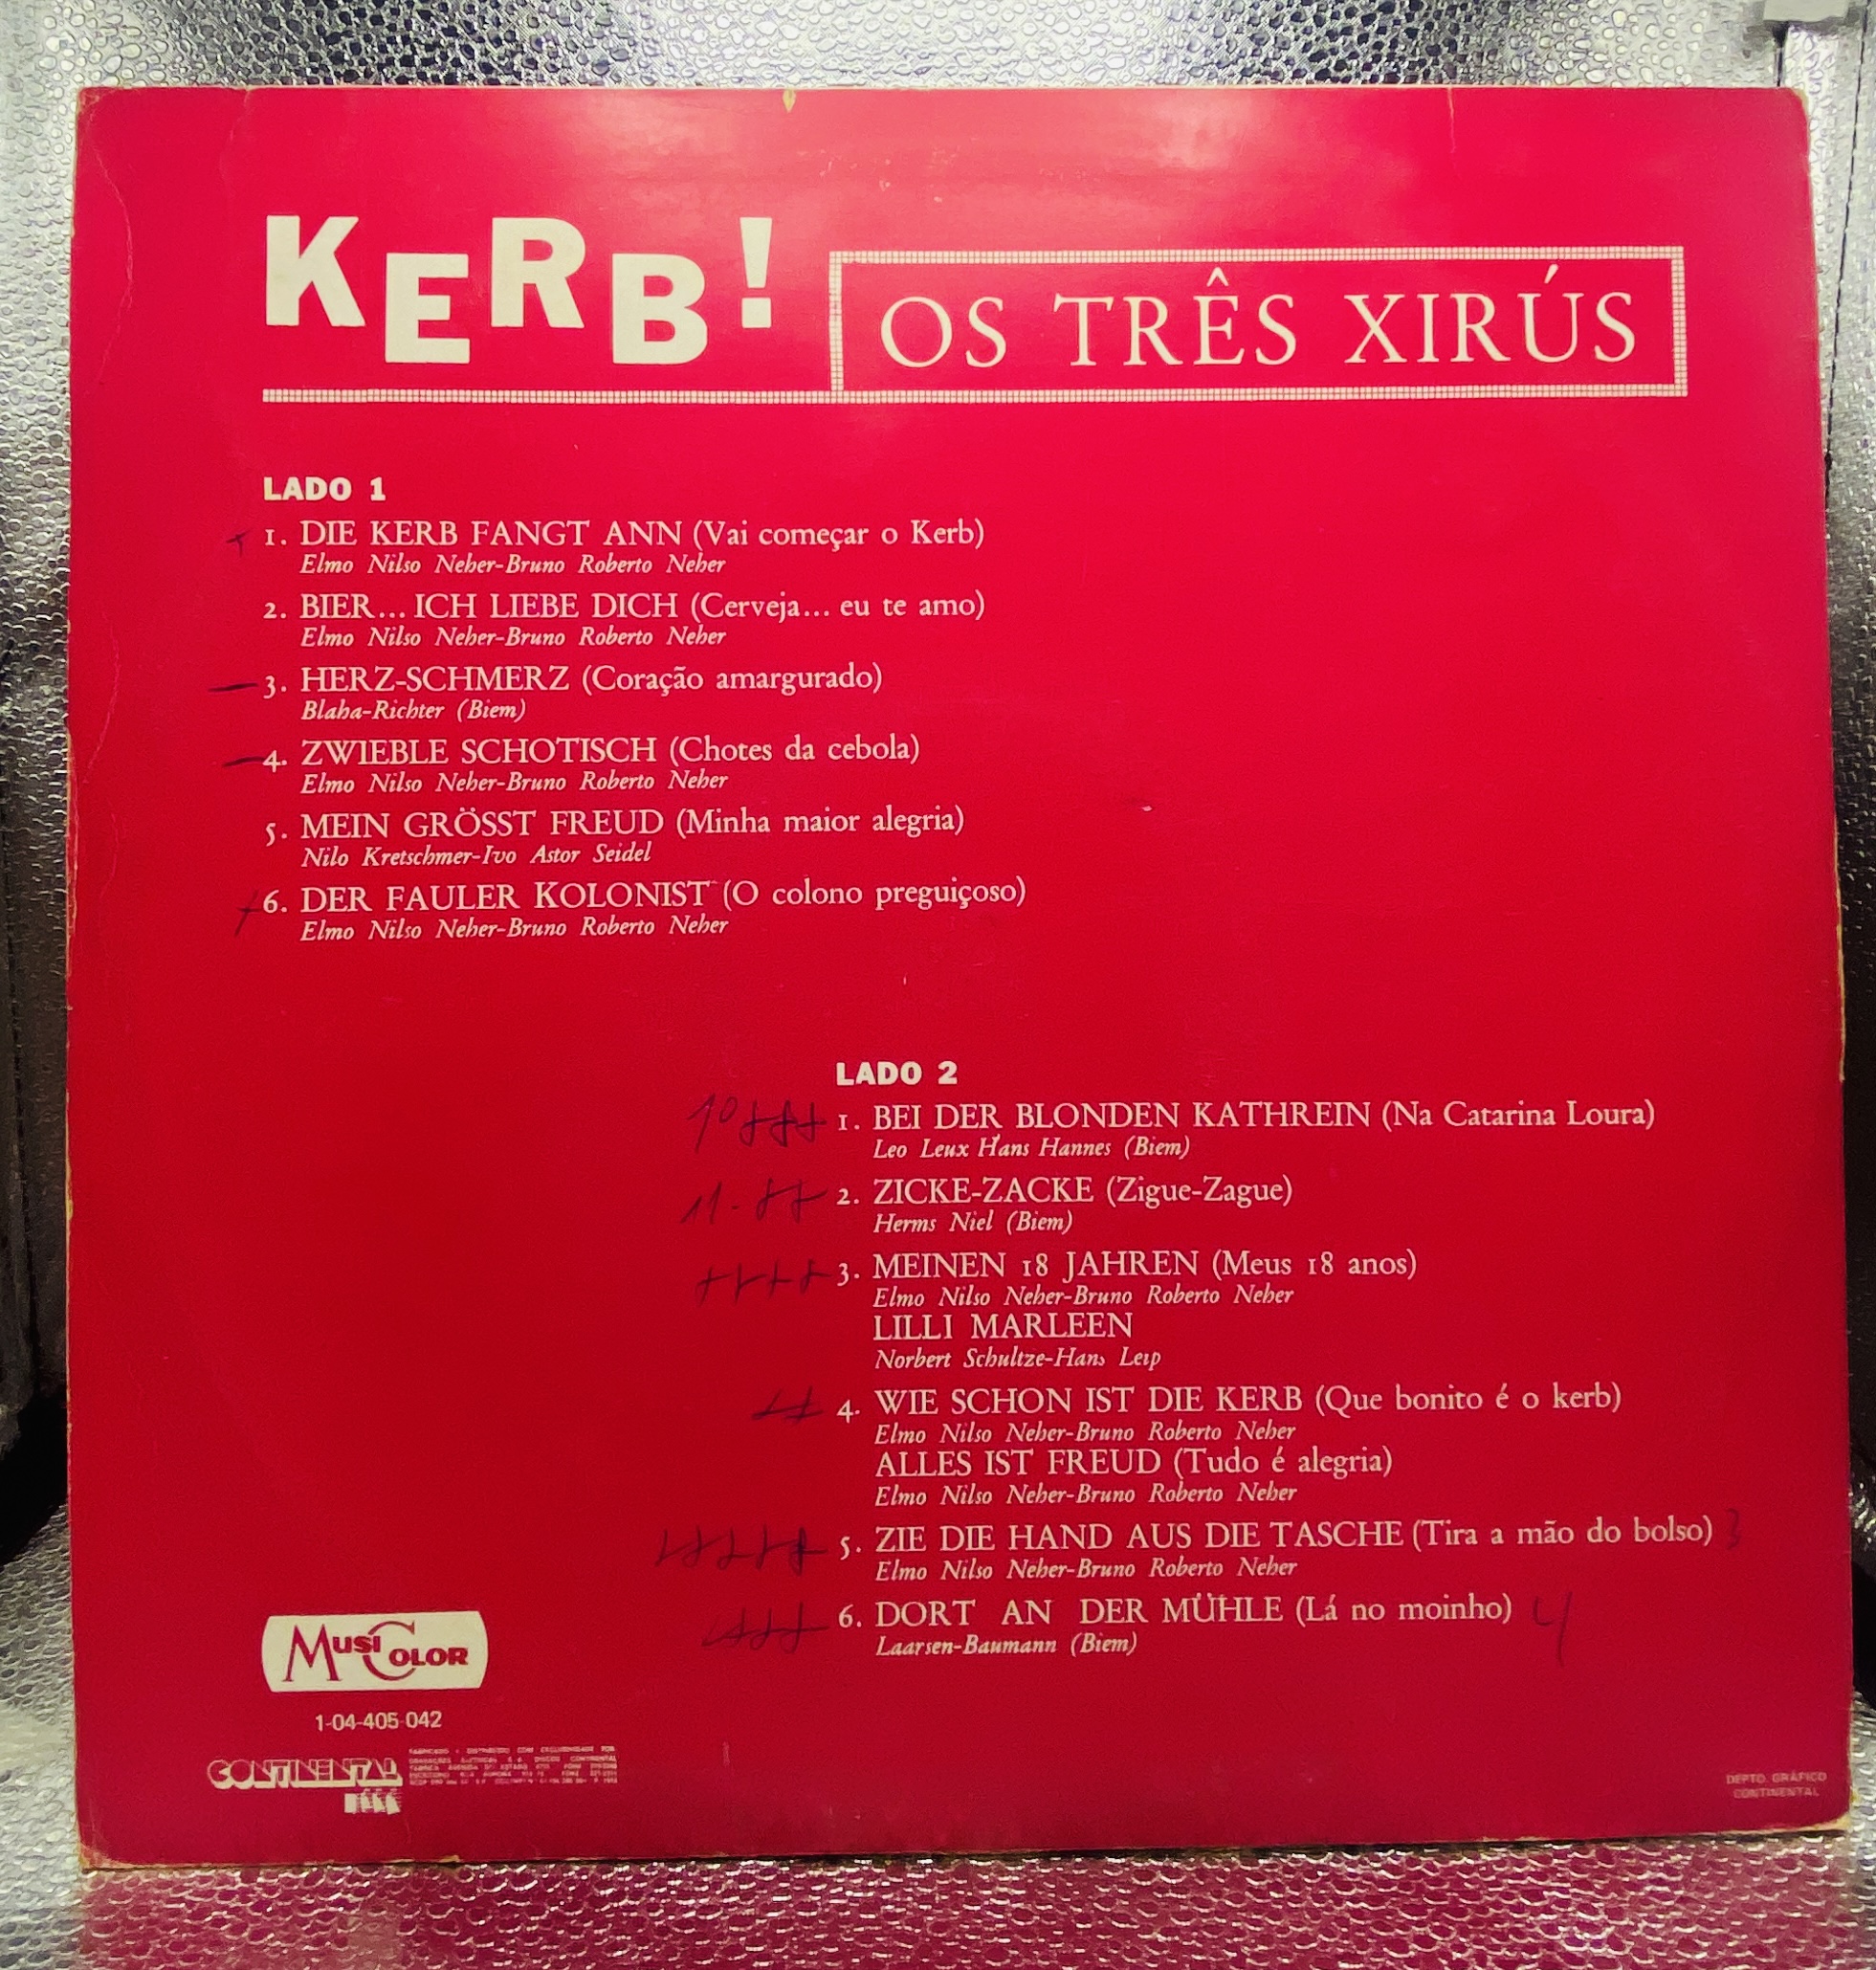 KERB!
OS TRÊS XIRÚS
LADO 1
1. DIE KERB FANGT ANN (Vai começar o Kerb)
Elmo Nilso Neher-Bruno Roberto Neher
2. BIER... ICH LIEBE DICH (Cerveja... eu te amo)
Elmo Nilso Neher-Bruno Roberto Neher
3. HERZ-SCHMERZ (Coração amargurado)
Blaha-Richter (Biem)
4. ZWIEBLE SCHOTISCH (Chotes da cebola)
Elmo Nilso Neher-Bruno Roberto Neher
5. MEIN GRÖSST FREUD (Minha maior alegria)
Nilo Kretschmer-Ivo Astor Seidel
6. DER FAULER KOLONIST (O colono preguiçoso)
Elmo Nilso Neher-Bruno Roberto Neher
LADO 2
10 +++ 1. BEI DER BLONDEN KATHREIN (Na Catarina Loura)
Leo Leux Hans Hannes (Biem)
11- ++ 2. ZICKE-ZACKE (Zigue-Zague)
Herms Niel (Biem)
++++ 3. MEINEN 18 JAHREN (Meus 18 anos)
Elmo Nilso Neher-Bruno Roberto Neher
LILLI MARLEEN
Norbert Schultze-Hans Leip
++ 4. WIE SCHON IST DIE KERB (Que bonito é o kerb)
Elmo Nilso Neher-Bruno Roberto Neher
ALLES IST FREUD (Tudo é alegria)
Elmo Nilso Neher-Bruno Roberto Neher
+++++ 5. ZIE DIE HAND AUS DIE TASCHE (Tira a mão do bolso) 3
Elmo Nilso Neher-Bruno Roberto Neher
++++ 6. DORT AN DER MÜHLE (Lá no moinho) 4
Laarsen-Baumann (Biem)
MUSICOLOR
1-04-405-042
CONTINENTAL
DEPTO. GRÁFICO
CONTINENTAL